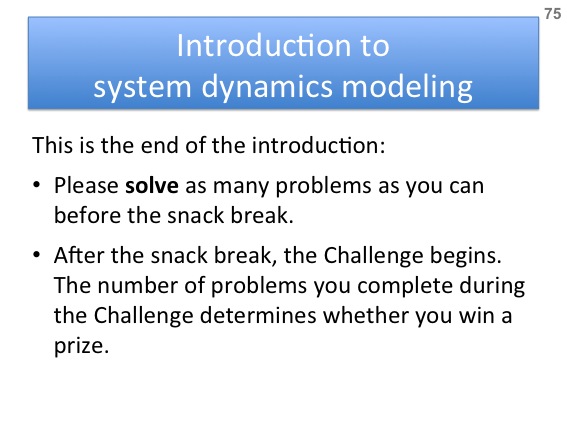 75
Introduction to
system dynamics modeling
This is the end of the introduction:
• Please solve as many problems as you can
before the snack break.
• After the snack break, the Challenge begins.
The number of problems you complete during
the Challenge determines whether you win a
prize.